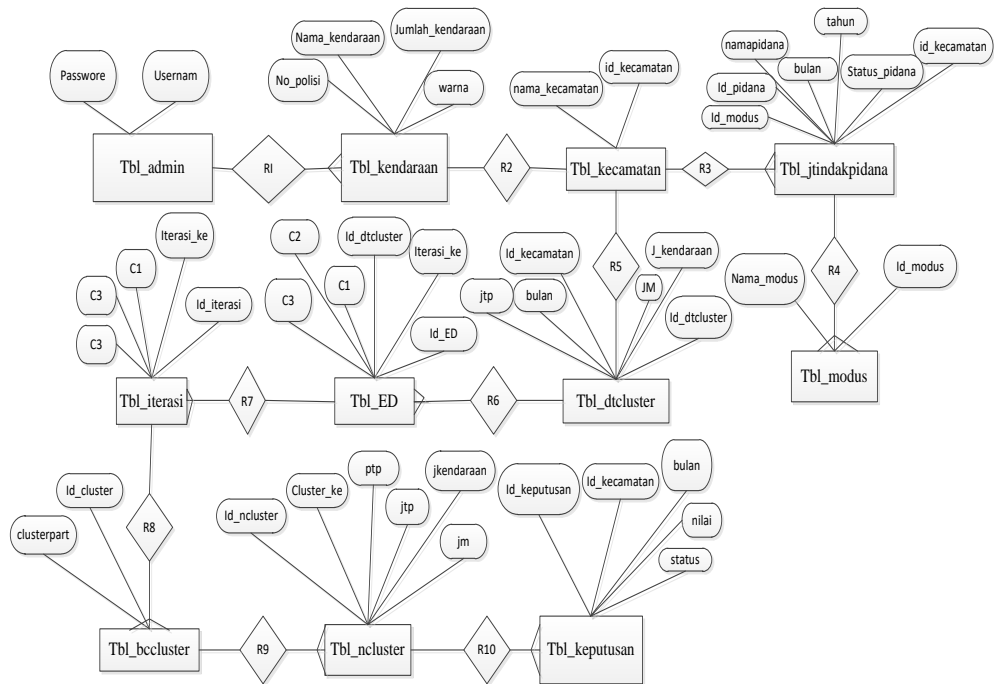 tahun
Nama_kendaraan
Jumlah_kendaraan
namapidana
id_kecamatan
Passwore
Usernam
No_polisi
warna
id_kecamatan
nama_kecamatan
bulan
Status_pidana
Id_pidana
Id_modus
Tbl_admin
R1
Tbl_kendaraan
R2
Tbl_kecamatan
R3
Tbl_jtindakpidana
C2
Id_dtcluster
Iterasi_ke
Iterasi_ke
Id_kecamatan
J_kendaraan
R5
R4
Nama_modus
Id_modus
C1
C3
C3
Id_iterasi
C1
C3
Id_ED
jtp
bulan
JM
Id_dtcluster
Tbl_iterasi
R7
Tbl_ED
R6
Tbl_dtcluster
Tbl_modus
Id_cluster
clusterpart
R8
Id_ncluster
Cluster_ke
ptp
jkendaraan
jtp
jm
Id_keputusan
Id_kecamatan
bulan
nilai
status
Tbl_bccluster
R9
Tbl_ncluster
R10
Tbl_keputusan